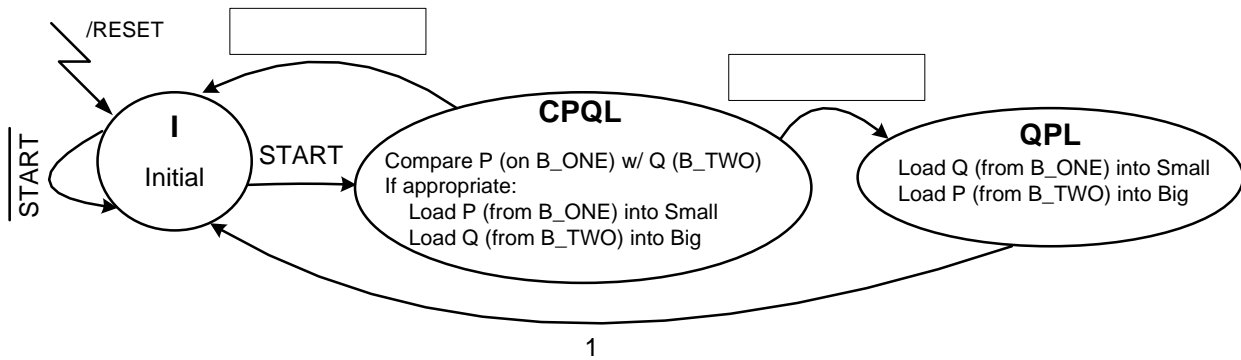 /RESET
START
I
Initial
START
CPQL
Compare P (on B_ONE) w/ Q (B_TWO)
If appropriate:
Load P (from B_ONE) into Small
Load Q (from B_TWO) into Big
QPL
Load Q (from B_ONE) into Small
Load P (from B_TWO) into Big
1